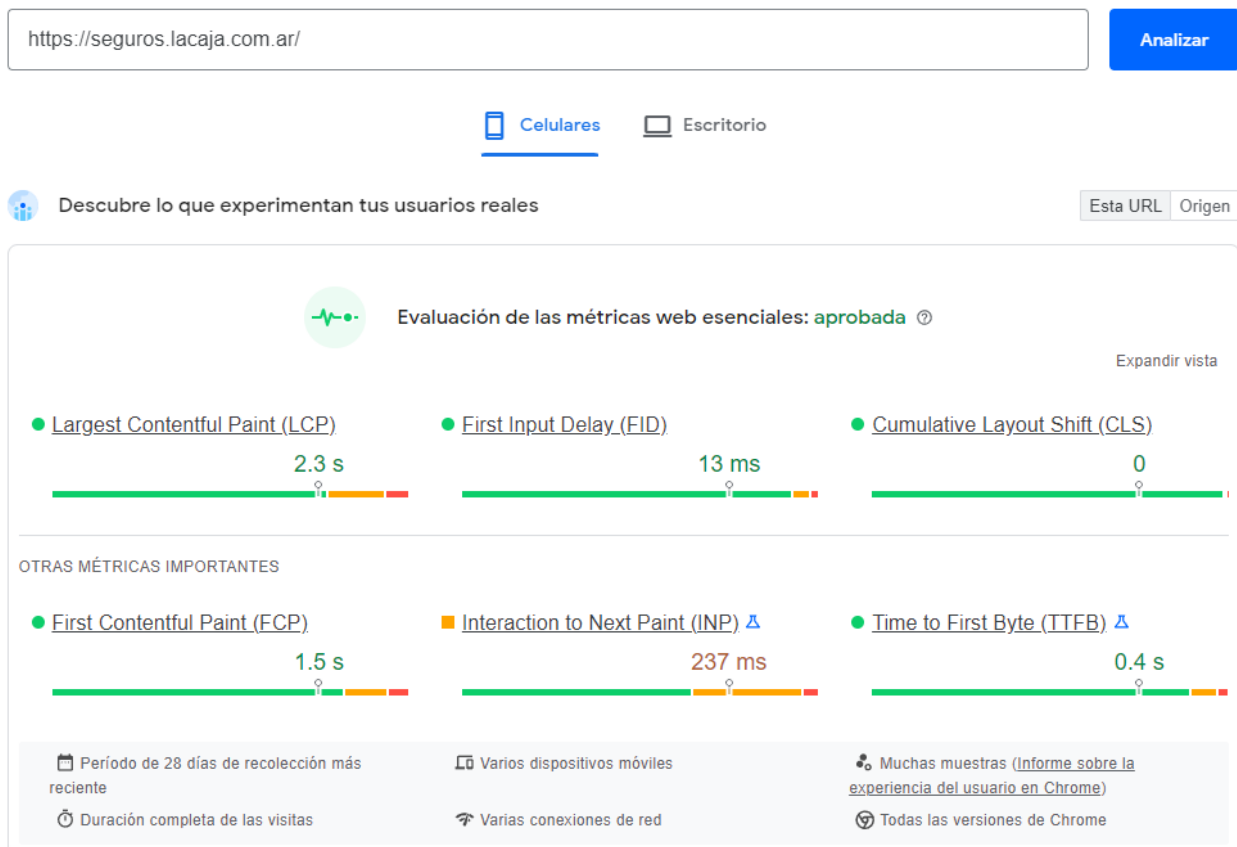 https://seguros.lacaja.com.ar/
Analizar
Celulares
Escritorio
Descubre lo que experimentan tus usuarios reales
Esta URL
Origen
Evaluación de las métricas web esenciales: aprobada
Expandir vista
Largest Contentful Paint (LCP)
2.3 s
First Input Delay (FID)
13 ms
Cumulative Layout Shift (CLS)
0
OTRAS MÉTRICAS IMPORTANTES
First Contentful Paint (FCP)
1.5 s
Interaction to Next Paint (INP)
237 ms
Time to First Byte (TTFB)
0.4 s
Período de 28 días de recolección más
reciente
Varios dispositivos móviles
Muchas muestras (Informe sobre la
experiencia del usuario en Chrome)
Duración completa de las visitas
Varias conexiones de red
Todas las versiones de Chrome